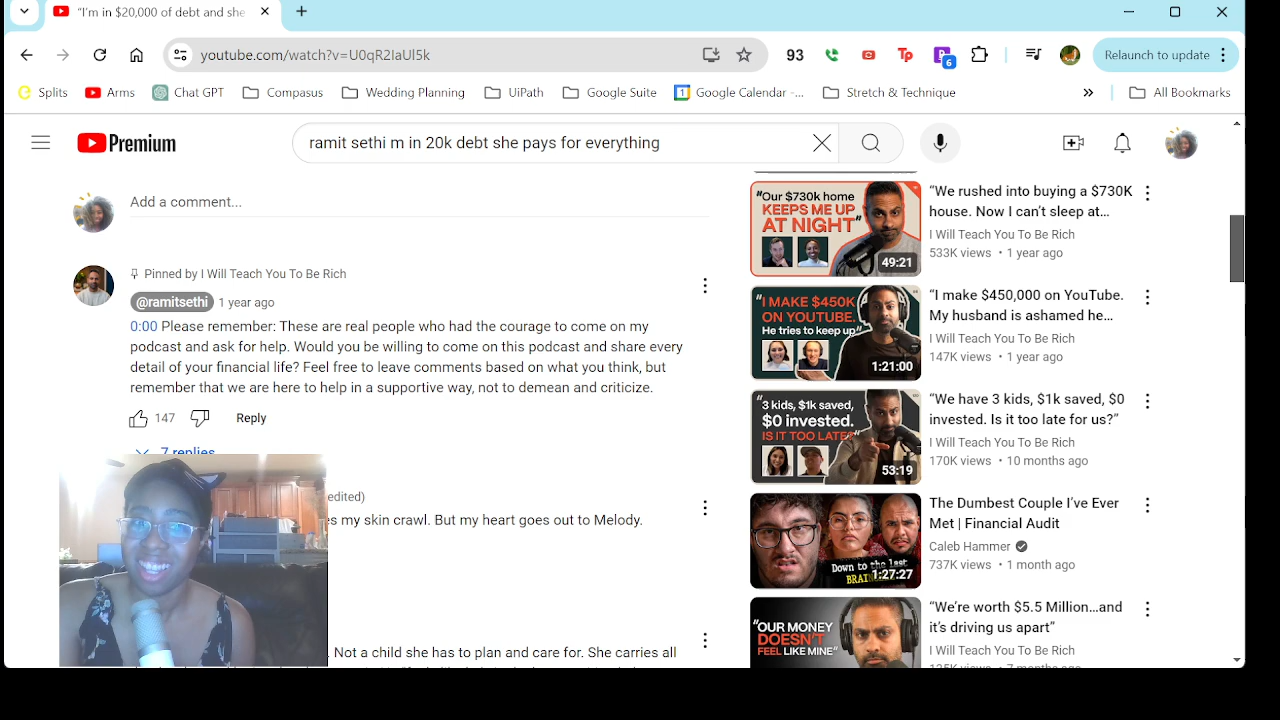 "I'm in $20,000 of debt and she
youtube.com/watch?v=U0qR2IaUl5k
93
Tp
6
Relaunch to update
Splits
Arms
Chat GPT
Compasus
Wedding Planning
UiPath
Google Suite
Google Calendar -...
Stretch & Technique
»
All Bookmarks
Premium
ramit sethi m in 20k debt she pays for everything
Add a comment...
Pinned by I Will Teach You To Be Rich
@ramitsethi 1 year ago
0:00 Please remember: These are real people who had the courage to come on my
podcast and ask for help. Would you be willing to come on this podcast and share every
detail of your financial life? Feel free to leave comments based on what you think, but
remember that we are here to help in a supportive way, not to demean and criticize.
147 Reply
7 replies
edited)
s my skin crawl. But my heart goes out to Melody.
. Not a child she has to plan and care for. She carries all
"Our $730k home
KEEPS ME UP
AT NIGHT"
49:21
“We rushed into buying a $730K
house. Now I can’t sleep at...
I Will Teach You To Be Rich
533K views • 1 year ago
"I MAKE $450K
ON YOUTUBE.
He tries to keep up"
1:21:00
“I make $450,000 on YouTube.
My husband is ashamed he...
I Will Teach You To Be Rich
147K views • 1 year ago
"3 kids, $1k saved,
$0 invested.
IS IT TOO LATE?"
53:19
“We have 3 kids, $1k saved, $0
invested. Is it too late for us?”
I Will Teach You To Be Rich
170K views • 10 months ago
Down to the last
BRAIN
1:27:27
The Dumbest Couple I’ve Ever
Met | Financial Audit
Caleb Hammer
737K views • 1 month ago
"OUR MONEY
DOESN'T
FEEL LIKE MINE"
“We’re worth $5.5 Million...and
it’s driving us apart”
I Will Teach You To Be Rich